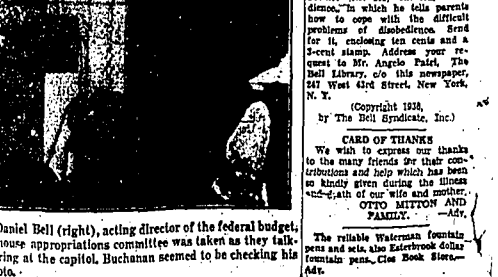 dience," in which he tells parents
how to cope with the difficult
problems of disobedience. Send
for it, enclosing ten cents and a
3-cent stamp. Address your re-
quest to Mr. Angelo Patri, The
Bell Library, c/o this newspaper,
247 West 43rd Street, New York,
N. Y.
(Copyright 1938,
by The Bell Syndicate, Inc.)
CARD OF THANKS
We wish to express our thanks
to the many friends for their con-
tributions and help which has been
so kindly given during the illness
and death of our wife and mother.
OTTO MITTON AND
FAMILY. —Adv.
The reliable Waterman fountain
pens and sets, also Esterbrook dollar
fountain pens. Clos Book Store.—
Adv.
Daniel Bell (right), acting director of the federal budget,
house appropriations committee was taken as they talk-
ring at the capitol. Buchanan seemed to be checking his